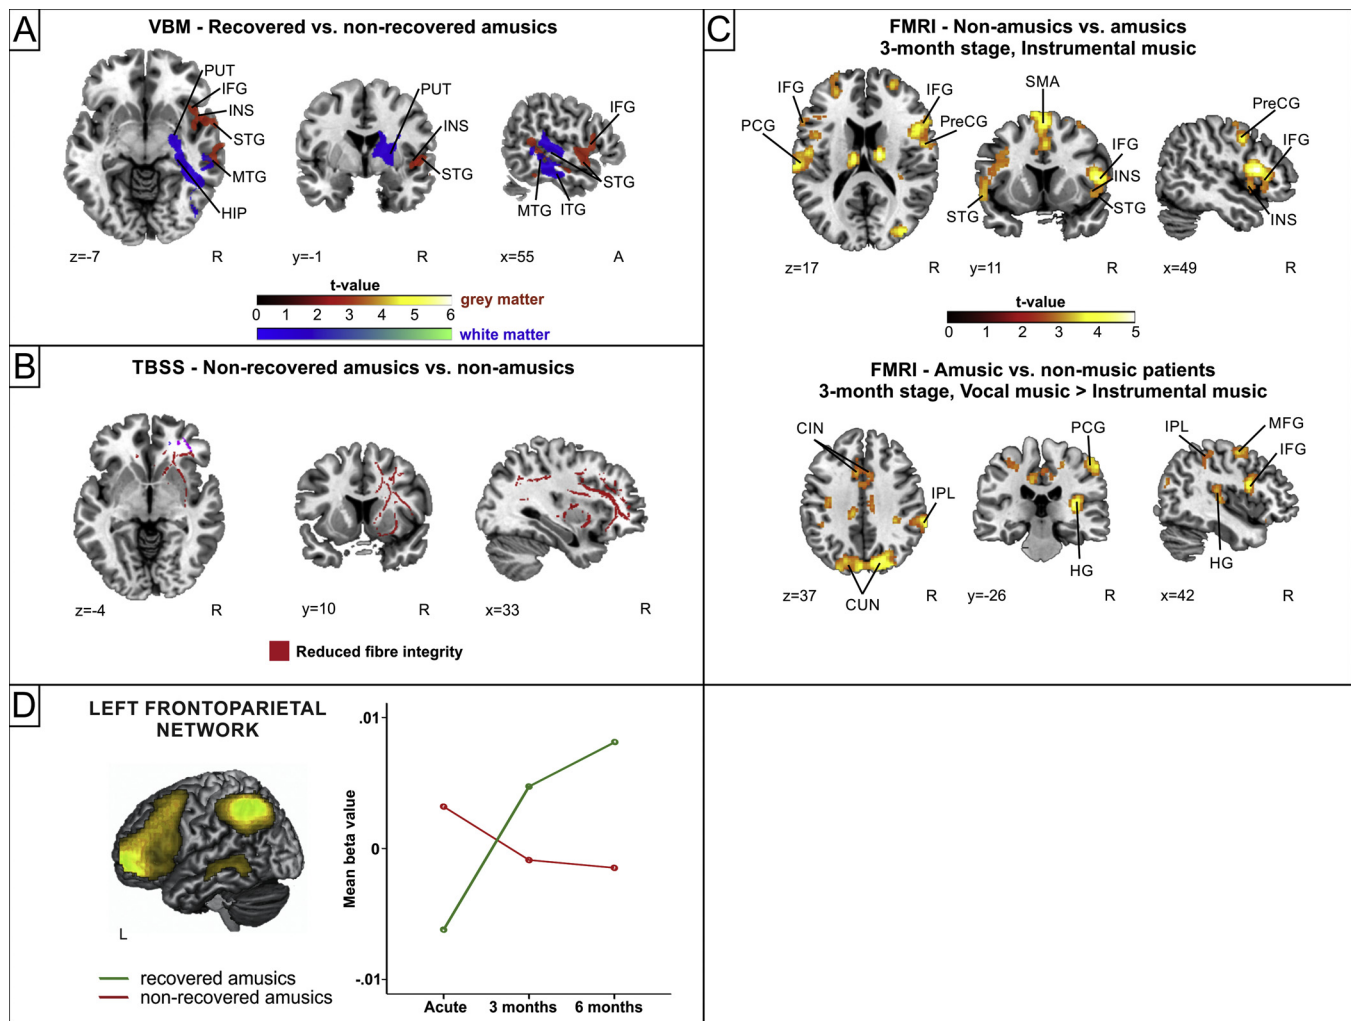 A
VBM - Recovered vs. non-recovered amusics
PUT
IFG
INS
STG
MTG
HIP
z=-7
R
PUT
INS
STG
y=-1
R
IFG
STG
MTG
ITG
x=55
A
t-value
0 1 2 3 4 5 6
grey matter
white matter
B
TBSS - Non-recovered amusics vs. non-amusics
z=-4
R
y=10
R
x=33
R
Reduced fibre integrity
C
FMRI - Non-amusics vs. amusics
3-month stage, Instrumental music
IFG
PCG
IFG
PreCG
z=17
R
SMA
IFG
INS
STG
STG
y=11
R
PreCG
IFG
INS
x=49
R
t-value
0 1 2 3 4 5
FMRI - Amusic vs. non-music patients
3-month stage, Vocal music > Instrumental music
CIN
IPL
CUN
z=37
R
PCG
HG
y=-26
R
IPL
MFG
IFG
HG
x=42
R
D
LEFT FRONTOPARIETAL
NETWORK
L
recovered amusics
non-recovered amusics
Mean beta value
.01
0
-.01
Acute 3 months 6 months